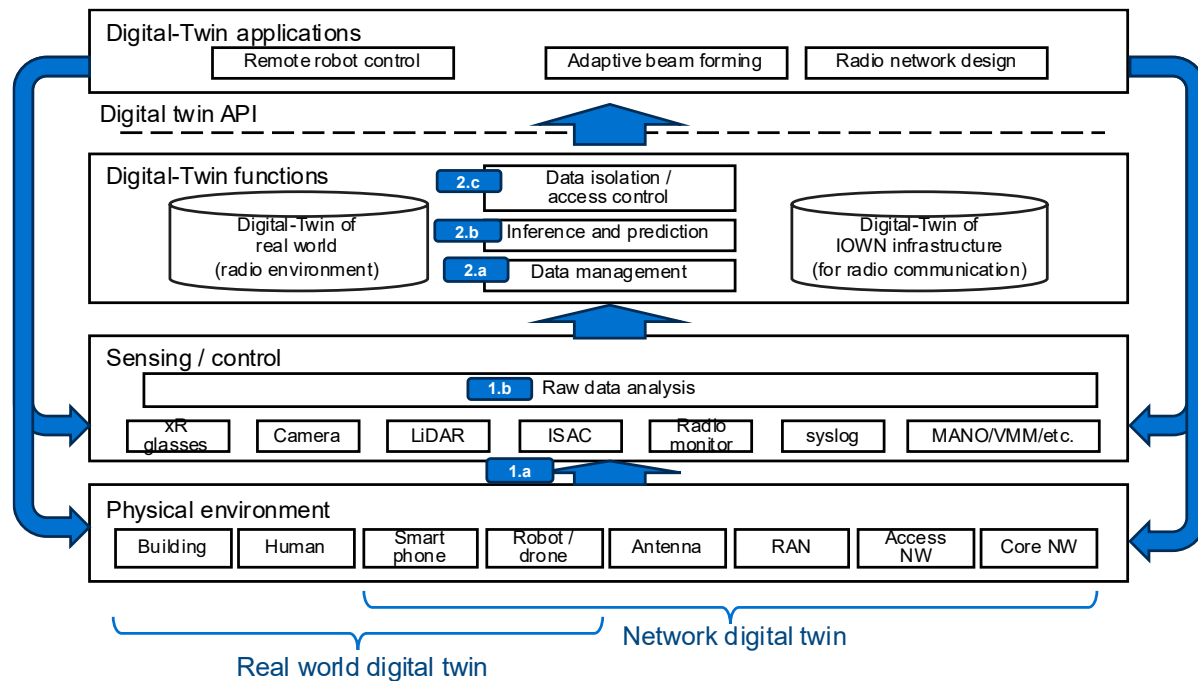 Digital-Twin applications
Remote robot control
Adaptive beam forming
Radio network design
Digital twin API
Digital-Twin functions
Digital-Twin of
real world
(radio environment)
2.c
Data isolation /
access control
2.b
Inference and prediction
2.a
Data management
Digital-Twin of
IOWN infrastructure
(for radio communication)
Sensing / control
1.b
Raw data analysis
xR
glasses
Camera
LiDAR
ISAC
Radio
monitor
syslog
MANO/VMM/etc.
1.a
Physical environment
Building
Human
Smart
phone
Robot /
drone
Antenna
RAN
Access
NW
Core NW
Network digital twin
Real world digital twin